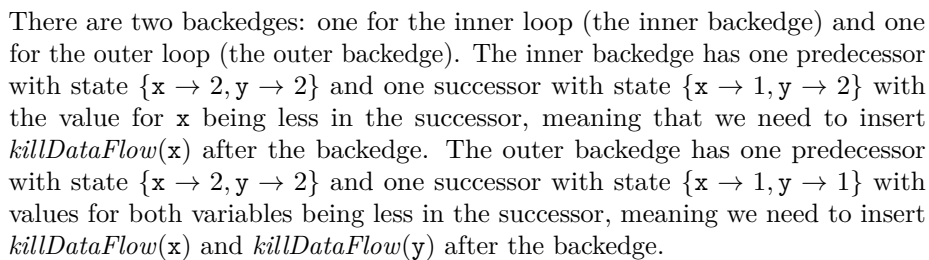 There are two backedges: one for the inner loop (the inner backedge) and one
for the outer loop (the outer backedge). The inner backedge has one predecessor
with state {x → 2, y → 2} and one successor with state {x → 1, y → 2} with
the value for x being less in the successor, meaning that we need to insert
killDataFlow(x) after the backedge. The outer backedge has one predecessor
with state {x → 2, y → 2} and one successor with state {x → 1, y → 1} with
values for both variables being less in the successor, meaning we need to insert
killDataFlow(x) and killDataFlow(y) after the backedge.